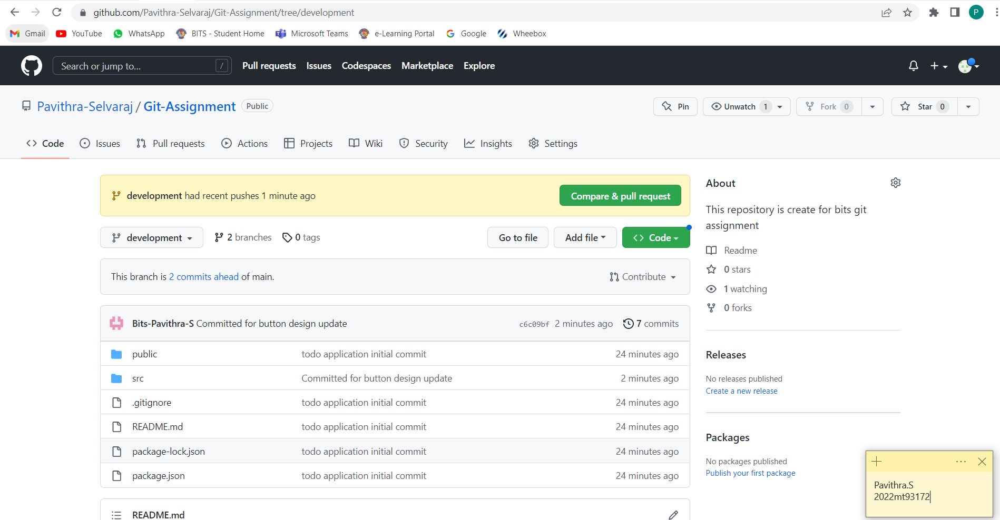 github.com/Pavithra-Selvaraj/Git-Assignment/tree/development
P
Gmail YouTube WhatsApp BITS - Student Home Microsoft Teams e-Learning Portal Google Wheebox
Search or jump to... / Pull requests Issues Codespaces Marketplace Explore
Pavithra-Selvaraj / Git-Assignment Public Pin Unwatch 1 Fork 0 Star 0
Code Issues Pull requests Actions Projects Wiki Security Insights Settings
development had recent pushes 1 minute ago Compare & pull request
development 2 branches 0 tags Go to file Add file Code
This branch is 2 commits ahead of main. Contribute
Bits-Pavithra-S Committed for button design update c6c09bf 2 minutes ago 7 commits
public todo application initial commit 24 minutes ago
src Committed for button design update 2 minutes ago
.gitignore todo application initial commit 24 minutes ago
README.md todo application initial commit 24 minutes ago
package-lock.json todo application initial commit 24 minutes ago
package.json todo application initial commit 24 minutes ago
README.md
About
This repository is create for bits git
assignment
Readme
0 stars
1 watching
0 forks
Releases
No releases published
Create a new release
Packages
No packages published
Publish your first package
Pavithra.S
2022mt93172